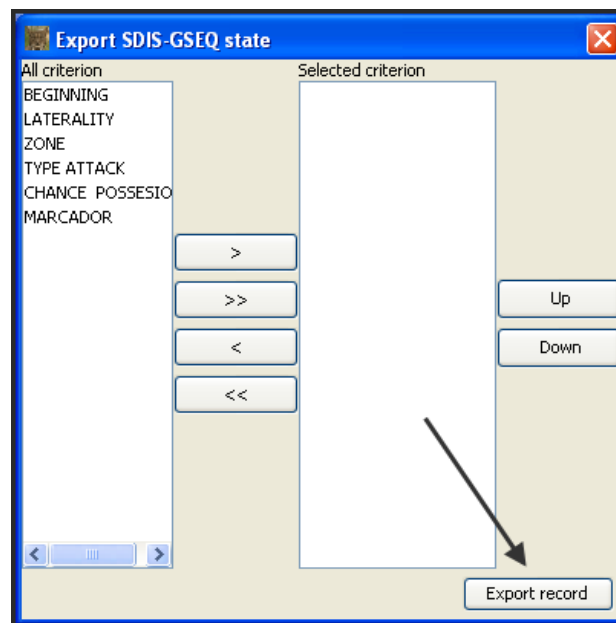 Export SDIS-GSEQ state
All criterion
Selected criterion
BEGINNING
LATERALITY
ZONE
TYPE ATTACK
CHANCE POSSESIO
MARCADOR
>
>>
<
<<
Up
Down
Export record